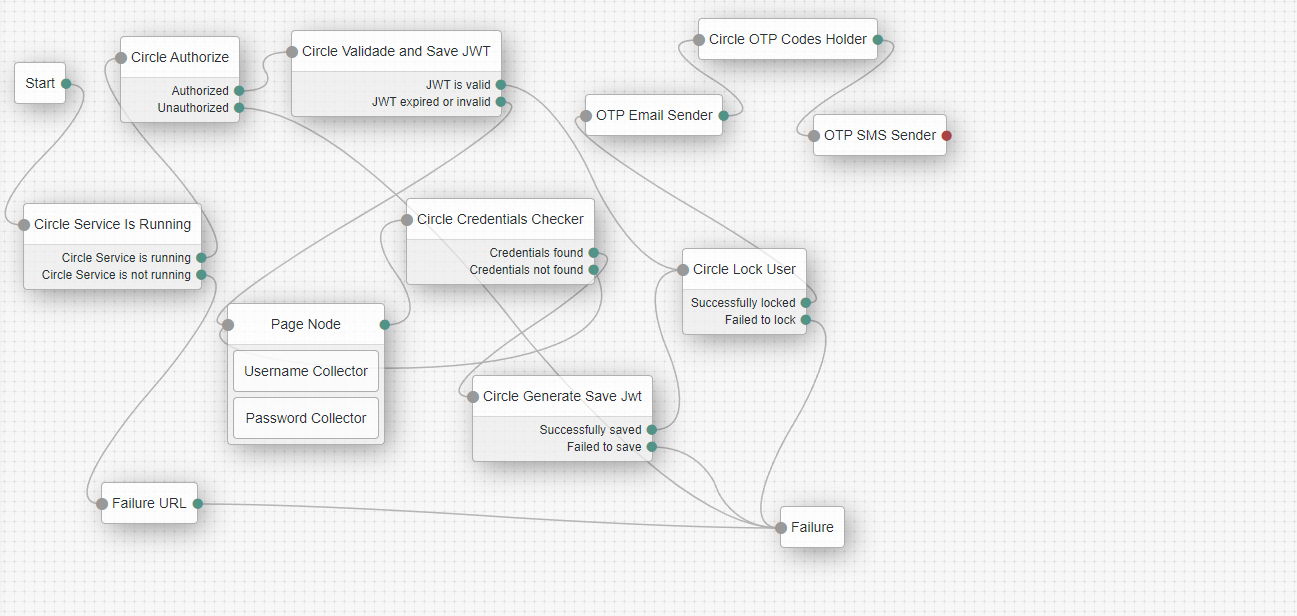 Start
Circle Authorize
Authorized
Unauthorized
Circle Validade and Save JWT
JWT is valid
JWT expired or invalid
Circle OTP Codes Holder
OTP Email Sender
OTP SMS Sender
Circle Service Is Running
Circle Service is running
Circle Service is not running
Circle Credentials Checker
Credentials found
Credentials not found
Circle Lock User
Successfully locked
Failed to lock
Page Node
Username Collector
Password Collector
Circle Generate Save Jwt
Successfully saved
Failed to save
Failure URL
Failure